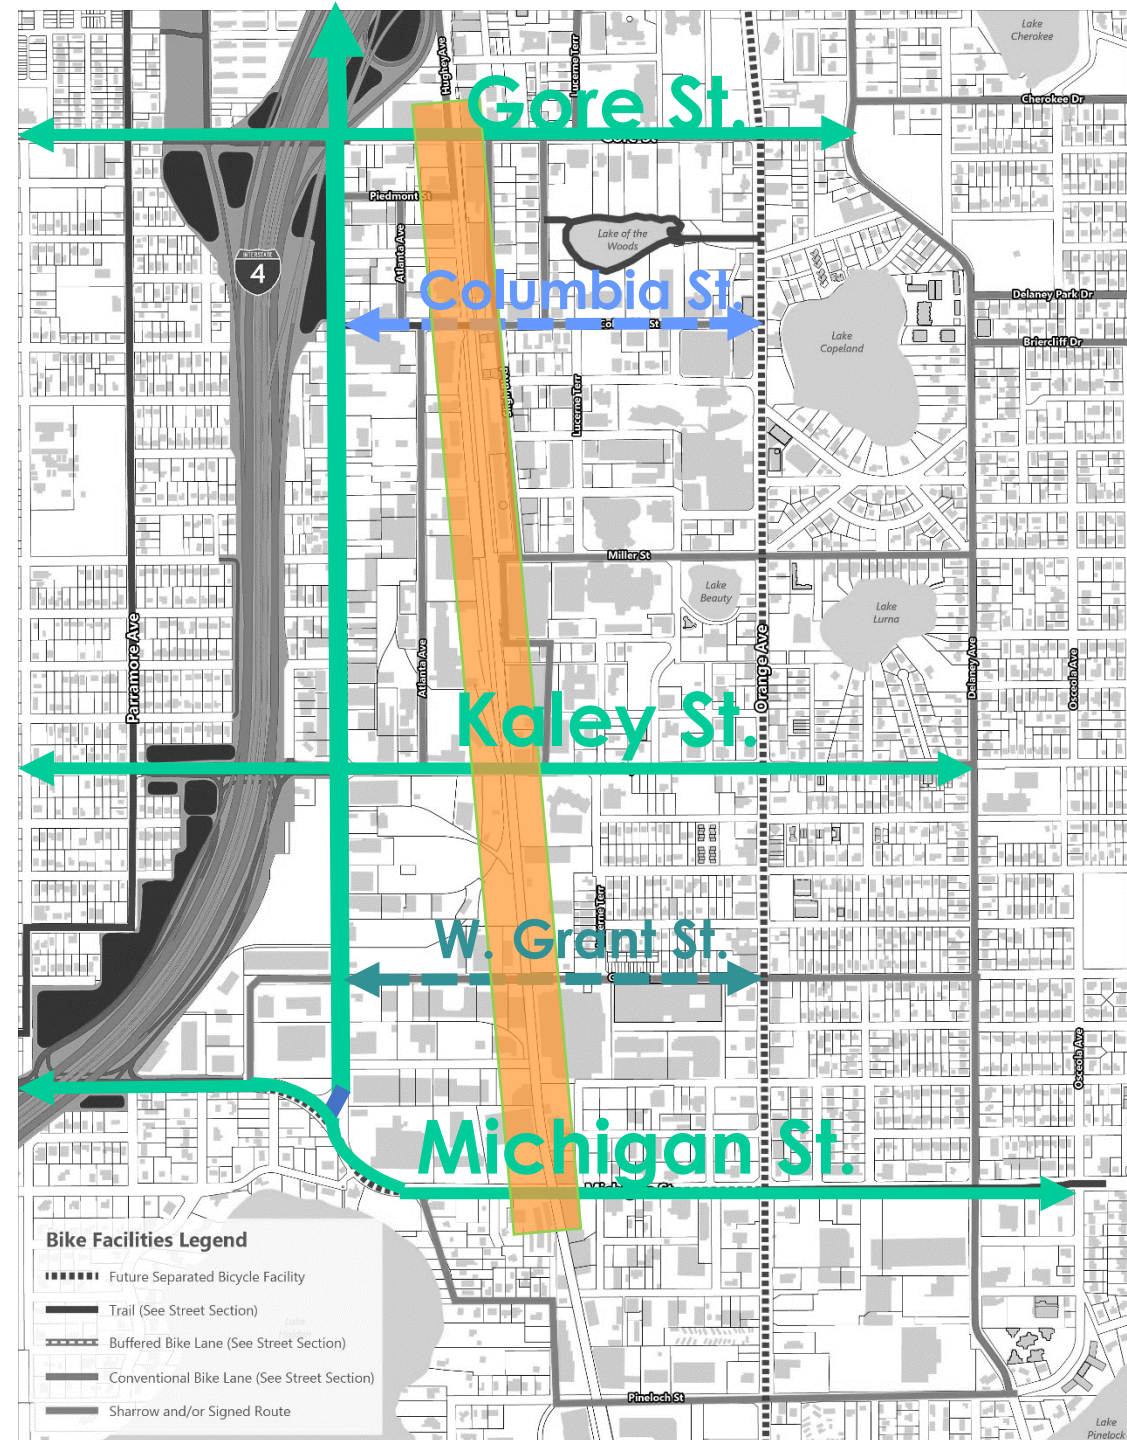 Lake
Cherokee
Hughey Ave
Lucerne Terr
Gore St.
Cherokee Dr
Piedmont St
Atlanta Ave
Lake of the
Woods
INTERSTATE
4
Columbia St.
Delaney Park Dr
Lake
Copeland
Briercliff Dr
Lucerne Terr
Miller St
Lake
Beauty
Lake
Lurna
Parramore Ave
Atlanta Ave
Orange Ave
Delaney Ave
Osceola Ave
Kaley St.
W. Grant St.
Osceola Ave
Michigan St.
Bike Facilities Legend
Future Separated Bicycle Facility
Trail (See Street Section)
Buffered Bike Lane (See Street Section)
Conventional Bike Lane (See Street Section)
Sharrow and/or Signed Route
Pineloch St
Lake
Pineloch